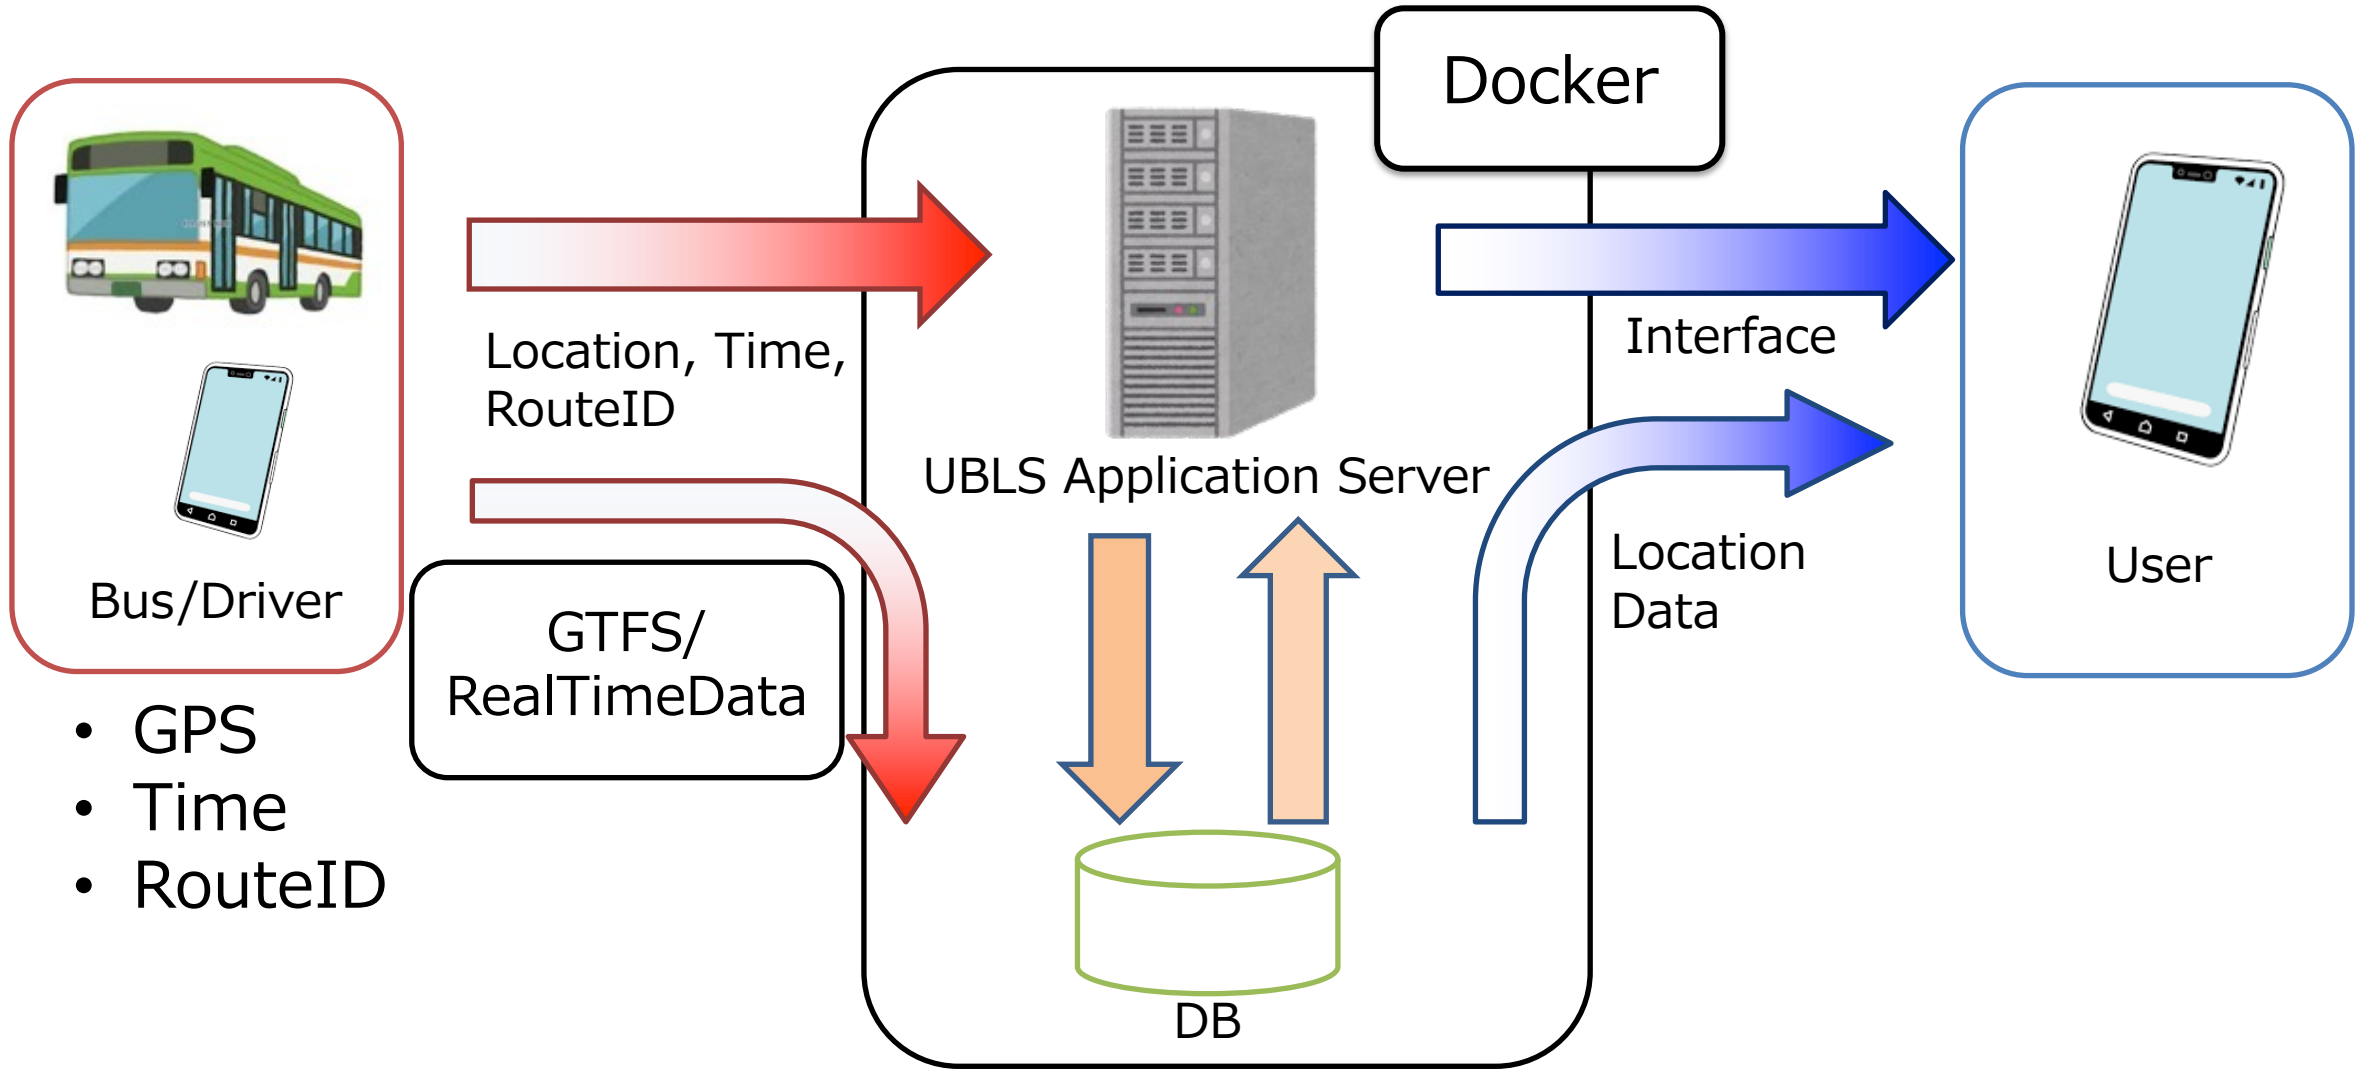 Docker
Location, Time,
RouteID
Interface
UBLS Application Server
Location
Data
User
Bus/Driver
GTFS/
RealTimeData
• GPS
• Time
• RouteID
DB